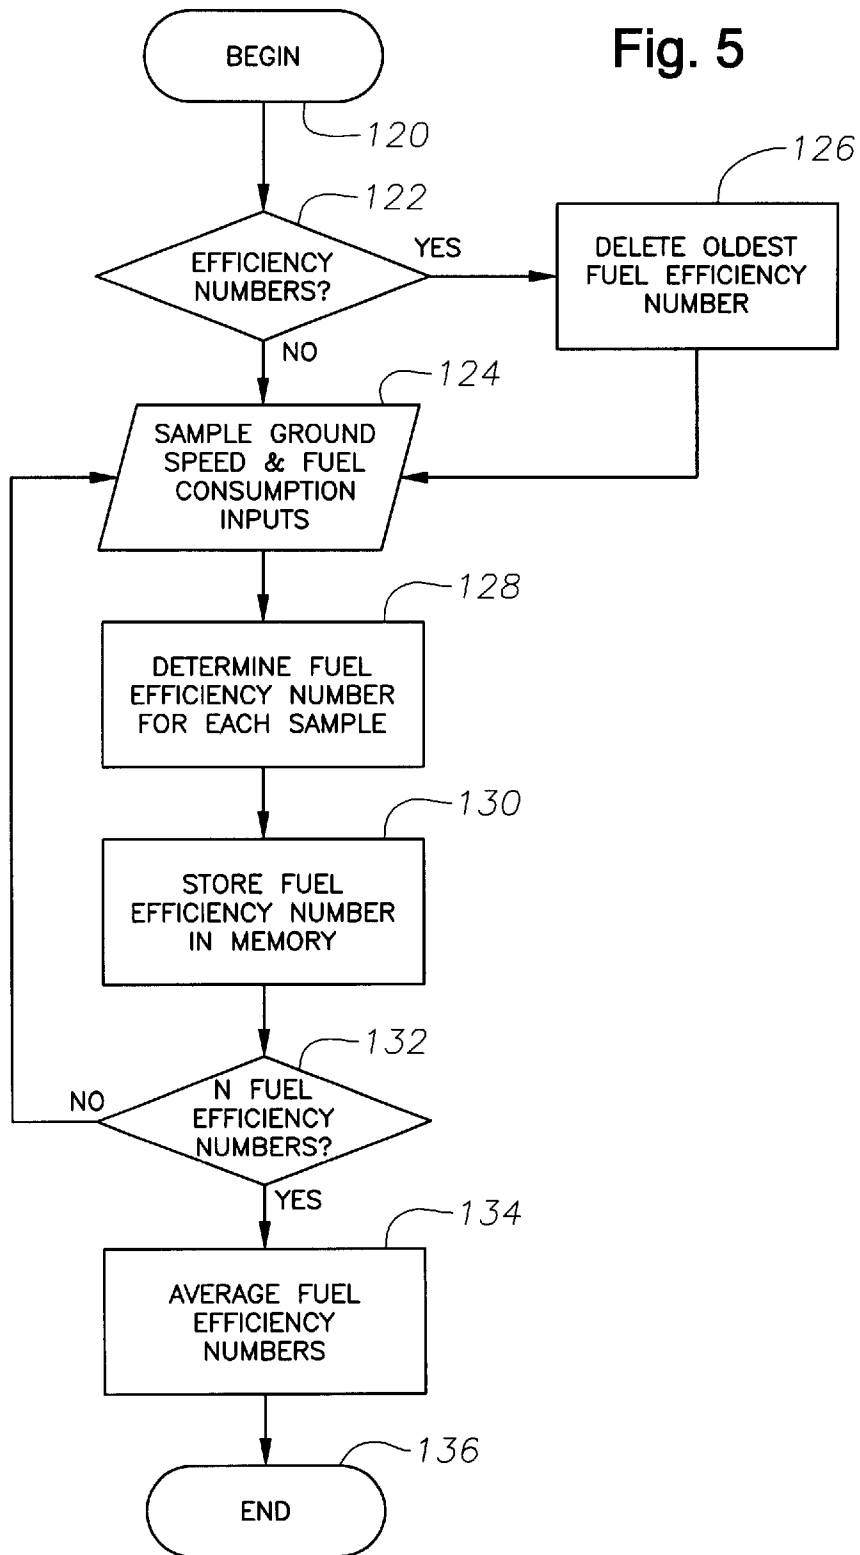 Fig. 5
BEGIN
120
122
126
EFFICIENCY
NUMBERS?
YES
DELETE OLDEST
FUEL EFFICIENCY
NUMBER
NO
124
SAMPLE GROUND
SPEED & FUEL
CONSUMPTION
INPUTS
128
DETERMINE FUEL
EFFICIENCY NUMBER
FOR EACH SAMPLE
130
STORE FUEL
EFFICIENCY NUMBER
IN MEMORY
132
N FUEL
EFFICIENCY
NUMBERS?
NO
YES
134
AVERAGE FUEL
EFFICIENCY
NUMBERS
136
END